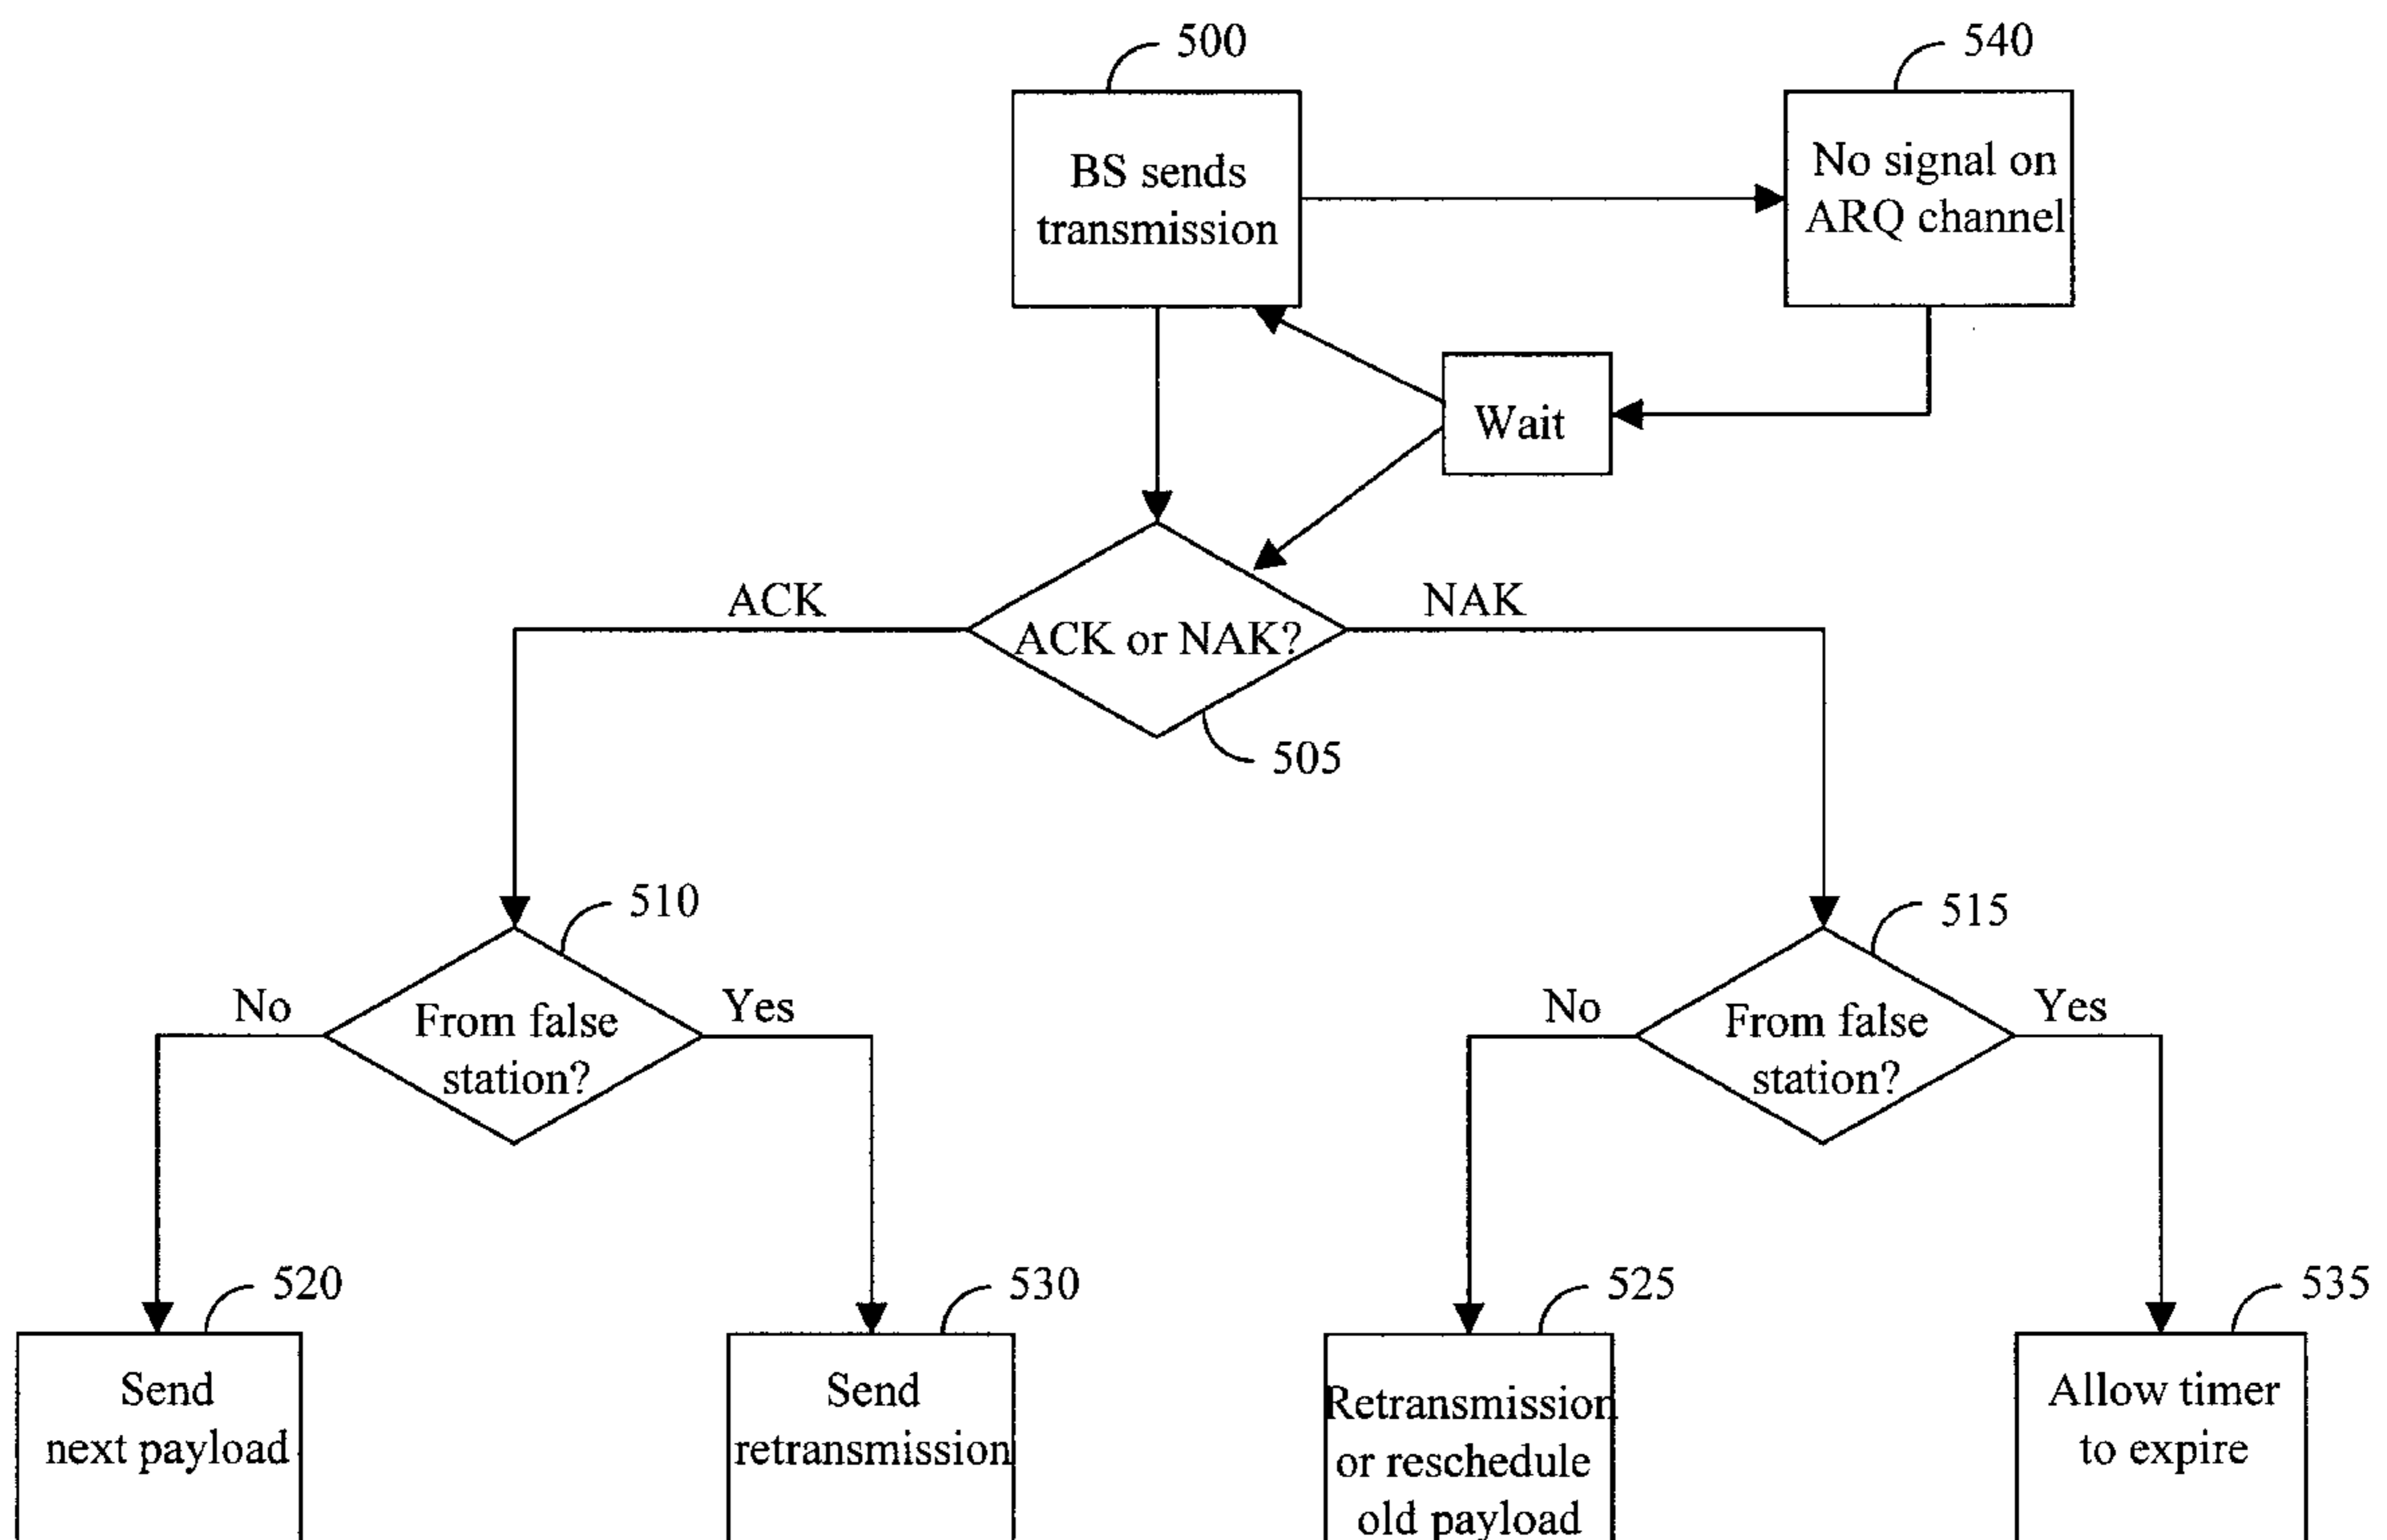 500
540
BS sends
transmission
No signal on
ARQ channel
Wait
ACK
NAK
ACK or NAK?
505
510
515
No
From false
station?
Yes
No
From false
station?
Yes
520
530
525
535
Send
next payload
Send
retransmission
Retransmission
or reschedule
old payload
Allow timer
to expire